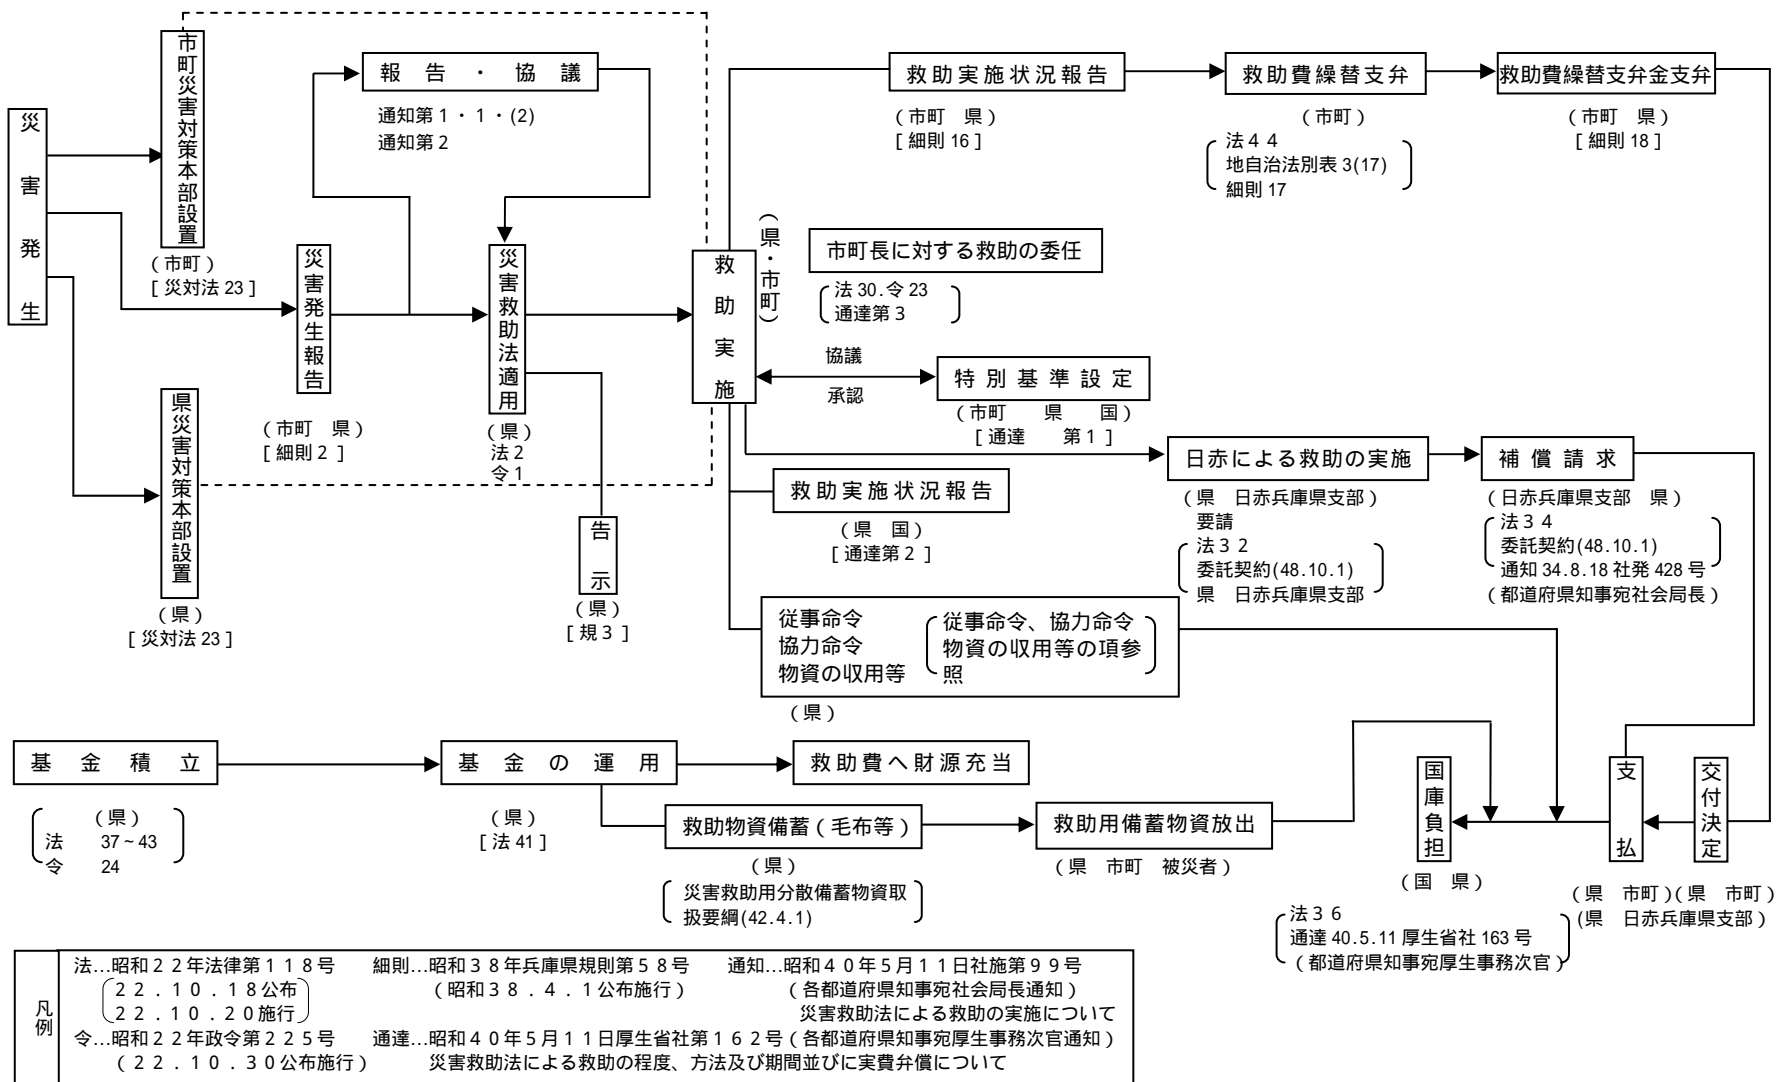 災害発生
市町災害対策本部設置
（市町）
[ 災対法 23 ]
県災害対策本部設置
（県）
[ 災対法 23 ]
災害発生報告
（市町　県）
[ 細則 2 ]
報告・協議
通知第１・１・(2)
通知第２
災害救助法適用
（県）
法２
令１
告示
（県）
[ 規３ ]
救助実施
（県・市町）
救助実施状況報告
（市町　県）
[ 細則 16 ]
救助費繰替支弁
（市町）
法４４
地自治法別表 3(17)
細則 17
救助費繰替支弁金支弁
（市町　県）
[ 細則 18 ]
市町長に対する救助の委任
法 30.令 23
通達第３
協議
承認
特別基準設定
（市町　県　国）
[ 通達　第１ ]
日赤による救助の実施
（県　日赤兵庫県支部）
要請
法３２
委託契約(48.10.1)
県　日赤兵庫県支部
補償請求
（日赤兵庫県支部　県）
法３４
委託契約(48.10.1)
通知 34.8.18 社発 428 号
（都道府県知事宛社会局長）
救助実施状況報告
（県　国）
[ 通達第２ ]
従事命令
協力命令
物資の収用等
従事命令、協力命令
物資の収用等の項参
照
（県）
基金積立
（県）
法　37～43
令　24
基金の運用
（県）
[ 法 41 ]
救助費へ財源充当
救助物資備蓄（毛布等）
（県）
災害救助用分散備蓄物資取
扱要綱(42.4.1)
救助用備蓄物資放出
（県　市町　被災者）
国庫負担
（国　県）
法３６
通達 40.5.11 厚生省社 163 号
（都道府県知事宛厚生事務次官）
支払
（県　市町）
（県　日赤兵庫県支部）
交付決定
（県　市町）
凡例
法…昭和２２年法律第１１８号　細則…昭和３８年兵庫県規則第５８号　通知…昭和４０年５月１１日社施第９９号
２２．１０．１８公布　（昭和３８．４．１公布施行）　（各都道府県知事宛社会局長通知）
２２．１０．２０施行　災害救助法による救助の実施について
令…昭和２２年政令第２２５号　通達…昭和４０年５月１１日厚生省社第１６２号（各都道府県知事宛厚生事務次官通知）
（２２．１０．３０公布施行）　災害救助法による救助の程度、方法及び期間並びに実費弁償について